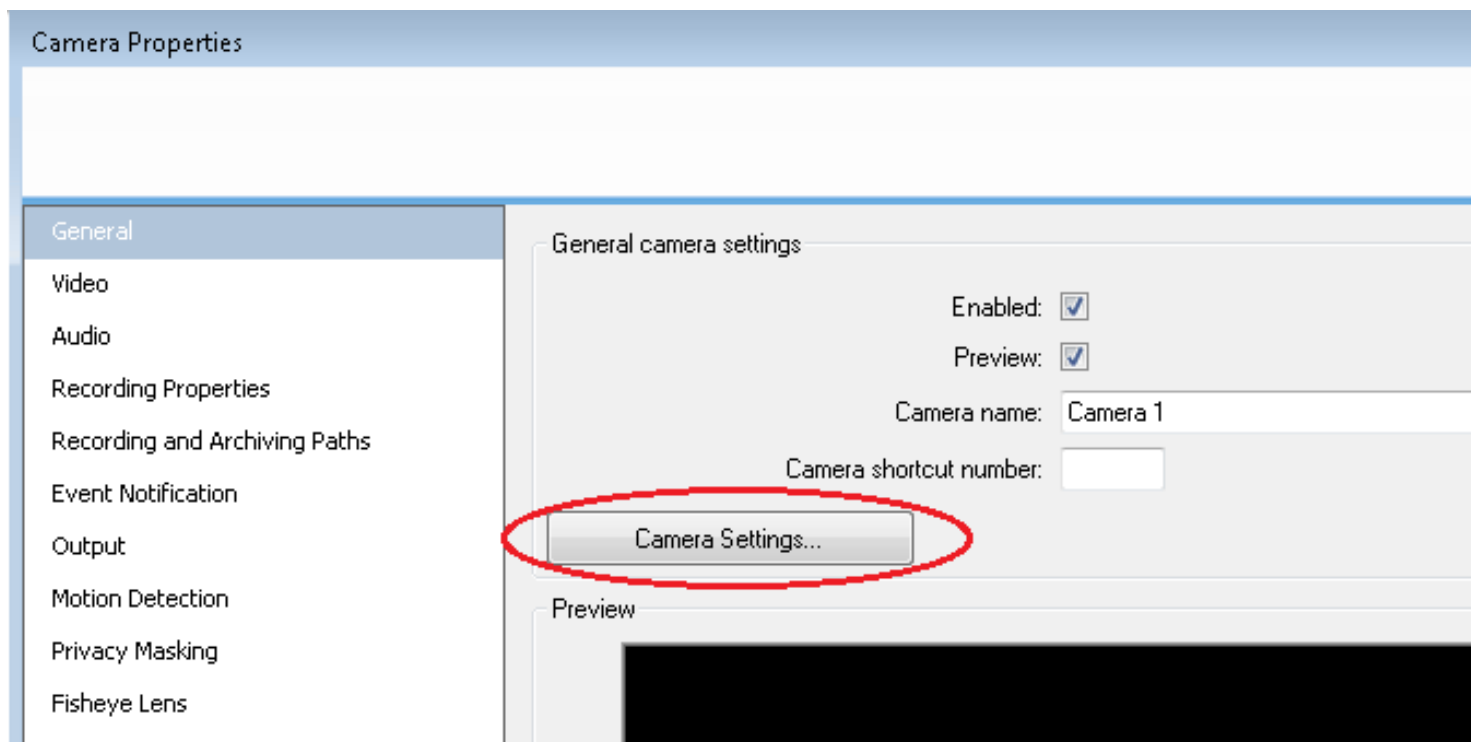 Camera Properties
General
Video
Audio
Recording Properties
Recording and Archiving Paths
Event Notification
Output
Motion Detection
Privacy Masking
Fisheye Lens
General camera settings
Enabled:
Preview:
Camera name: Camera 1
Camera shortcut number:
Camera Settings...
Preview